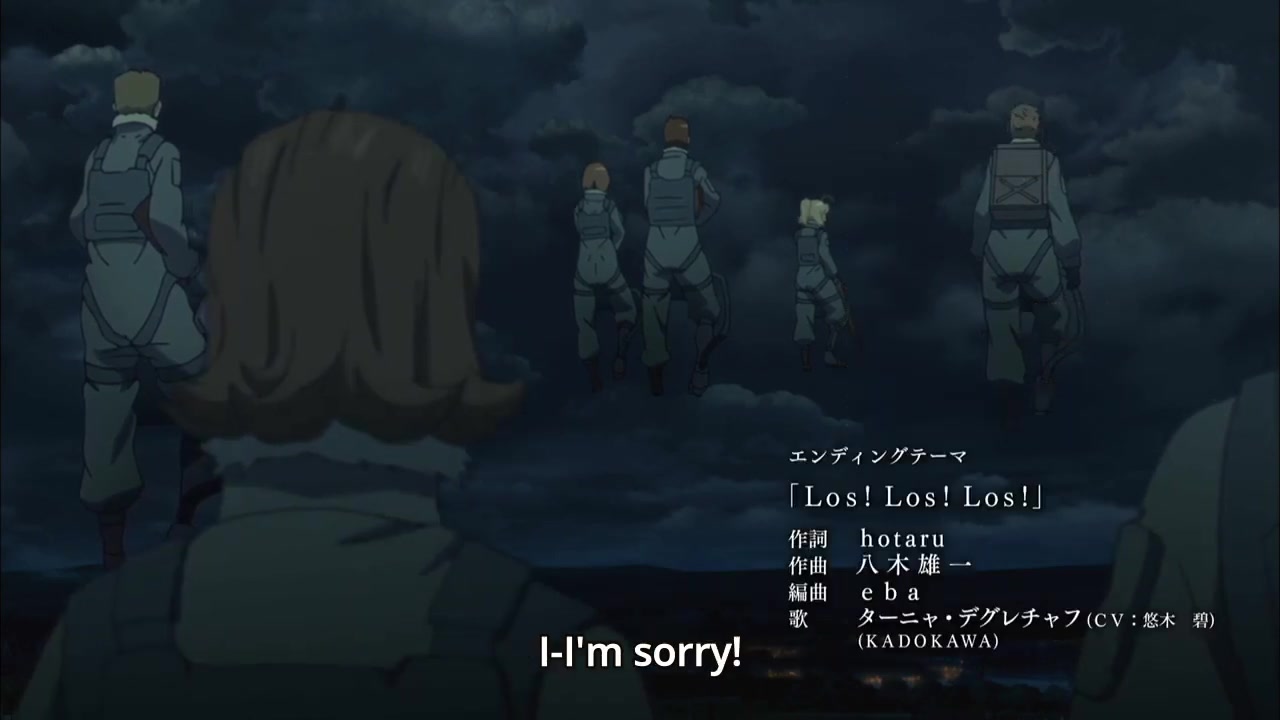 エンディングテーマ
「Los! Los! Los!」
作詞 hotaru
作曲 八木雄一
編曲 eba
歌 ターニャ・デグレチャフ(CV:悠木 碧)
(KADOKAWA)
I-I'm sorry!